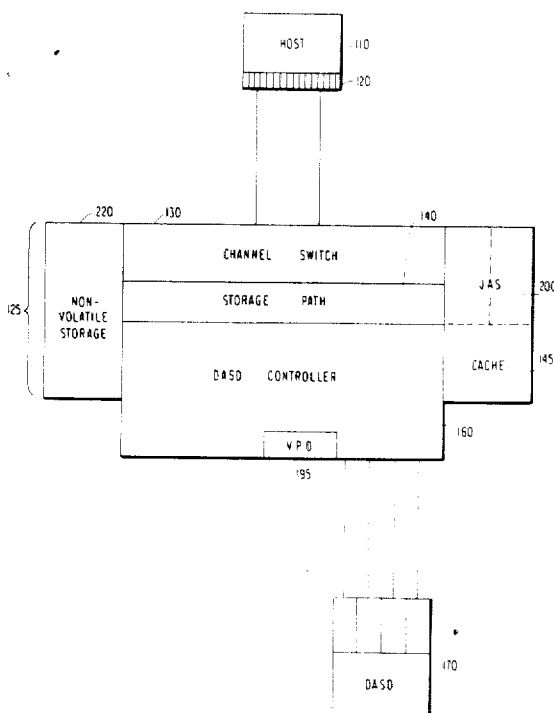 HOST
110
120
220
130
140
CHANNEL SWITCH
JAS
200
125
NON-
VOLATILE
STORAGE
STORAGE PATH
DASD CONTROLLER
CACHE
145
160
VPD
195
170
DASD